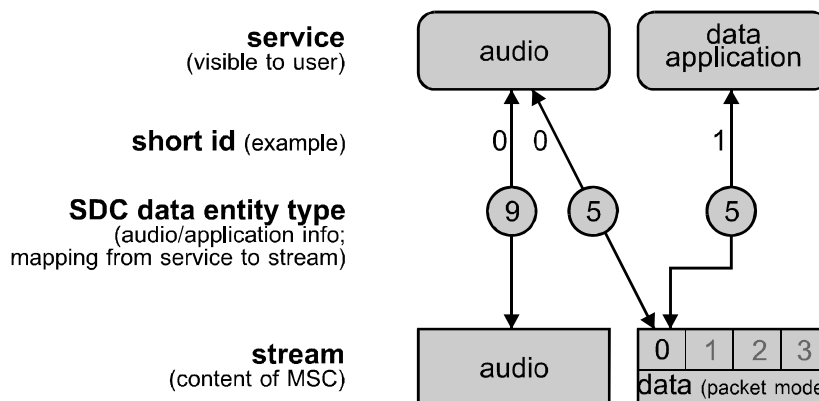 service
(visible to user)
audio
data
application
short id (example)
0 0
1
SDC data entity type
(audio/application info;
mapping from service to stream)
9
5
5
stream
(content of MSC)
audio
0 1 2 3
data (packet mode